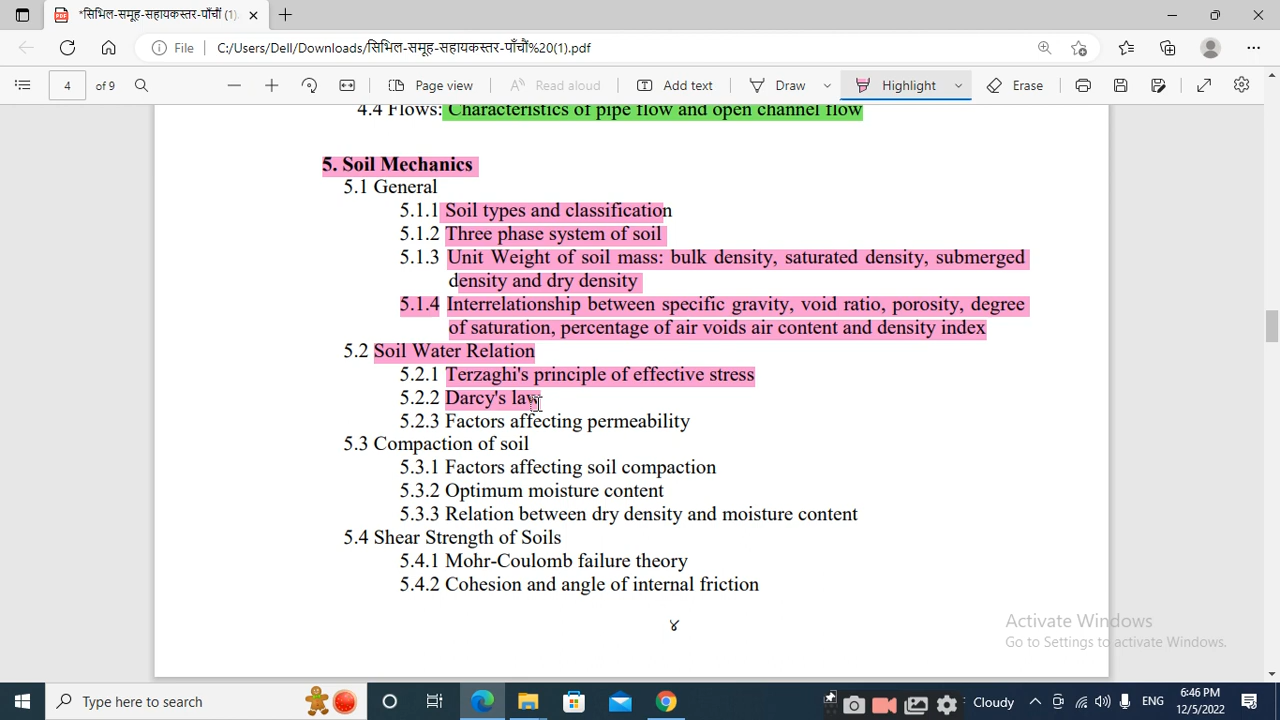 *सिभिल-समूह-सहायकस्तर-पाँचौं (1).
File C:/Users/Dell/Downloads/सिभिल-समूह-सहायकस्तर-पाँचौं%20(1).pdf
4 of 9 Page view Read aloud Add text Draw Highlight Erase
4.4 Flows: Characteristics of pipe flow and open channel flow
5. Soil Mechanics
5.1 General
5.1.1 Soil types and classification
5.1.2 Three phase system of soil
5.1.3 Unit Weight of soil mass: bulk density, saturated density, submerged
density and dry density
5.1.4 Interrelationship between specific gravity, void ratio, porosity, degree
of saturation, percentage of air voids air content and density index
5.2 Soil Water Relation
5.2.1 Terzaghi's principle of effective stress
5.2.2 Darcy's law
5.2.3 Factors affecting permeability
5.3 Compaction of soil
5.3.1 Factors affecting soil compaction
5.3.2 Optimum moisture content
5.3.3 Relation between dry density and moisture content
5.4 Shear Strength of Soils
5.4.1 Mohr-Coulomb failure theory
5.4.2 Cohesion and angle of internal friction
४
Activate Windows
Go to Settings to activate Windows.
Type here to search Cloudy ENG 6:46 PM
12/5/2022